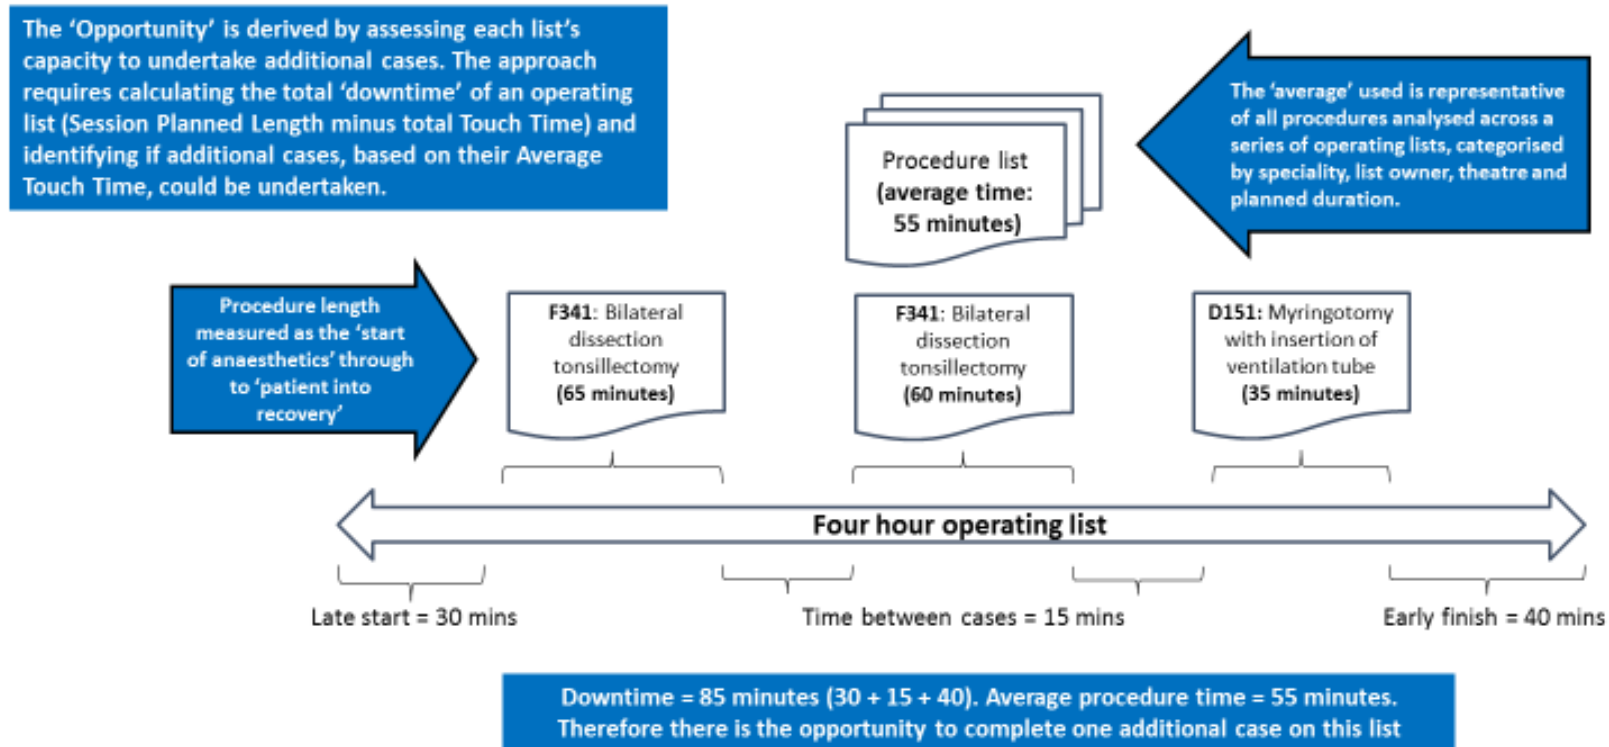 The ‘Opportunity’ is derived by assessing each list’s
capacity to undertake additional cases. The approach
requires calculating the total ‘downtime’ of an operating
list (Session Planned Length minus total Touch Time) and
identifying if additional cases, based on their Average
Touch Time, could be undertaken.
Procedure list
(average time:
55 minutes)
The ‘average’ used is representative
of all procedures analysed across a
series of operating lists, categorised
by speciality, list owner, theatre and
planned duration.
Procedure length
measured as the ‘start
of anaesthetics’ through
to ‘patient into
recovery’
F341: Bilateral
dissection
tonsillectomy
(65 minutes)
F341: Bilateral
dissection
tonsillectomy
(60 minutes)
D151: Myringotomy
with insertion of
ventilation tube
(35 minutes)
Four hour operating list
Late start = 30 mins
Time between cases = 15 mins
Early finish = 40 mins
Downtime = 85 minutes (30 + 15 + 40). Average procedure time = 55 minutes.
Therefore there is the opportunity to complete one additional case on this list